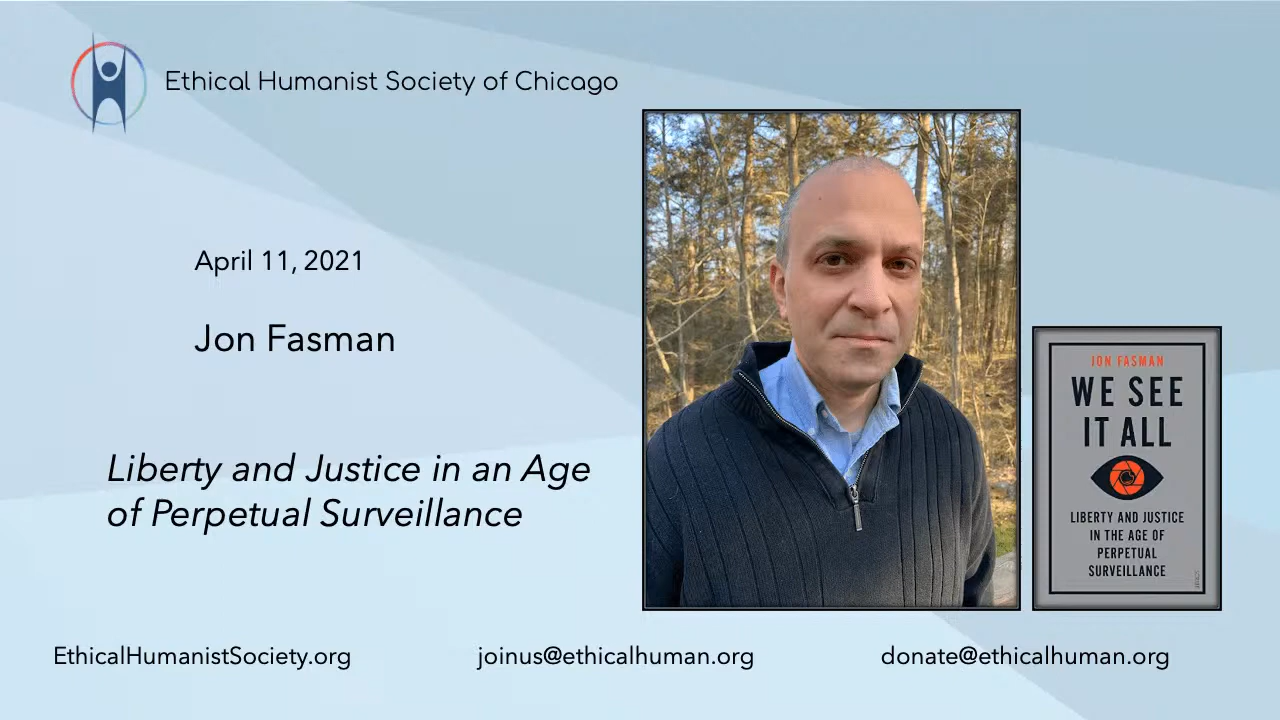 Ethical Humanist Society of Chicago
April 11, 2021
Jon Fasman
Liberty and Justice in an Age
of Perpetual Surveillance
JON FASMAN
WE SEE
IT ALL
LIBERTY AND JUSTICE
IN THE AGE OF
PERPETUAL
SURVEILLANCE
EthicalHumanistSociety.org
joinus@ethicalhuman.org
donate@ethicalhuman.org